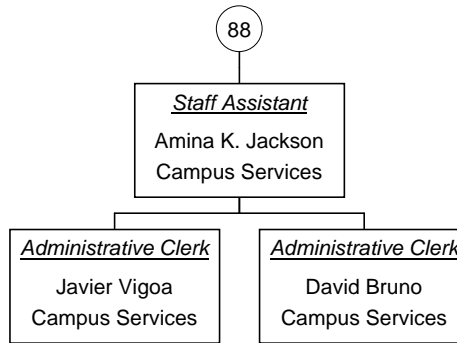 88
Staff Assistant
Amina K. Jackson
Campus Services
Administrative Clerk
Javier Vigoa
Campus Services
Administrative Clerk
David Bruno
Campus Services